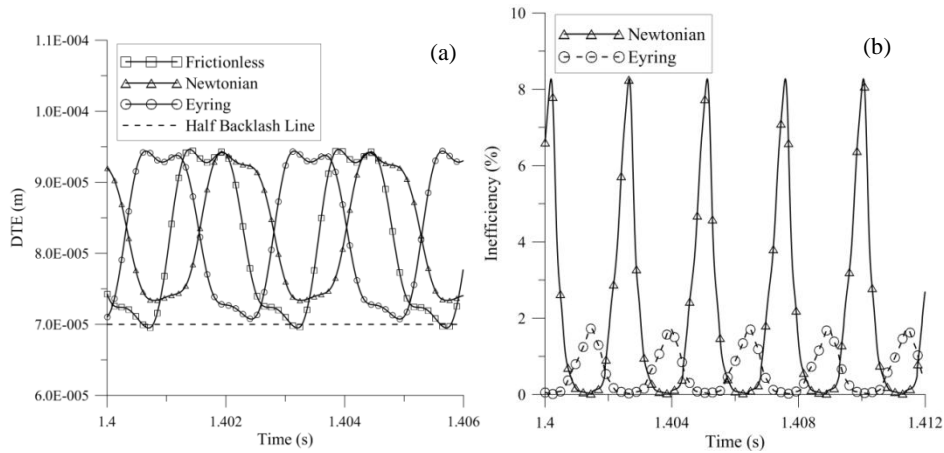 (a)
1.1E-004
1.0E-004
9.0E-005
8.0E-005
7.0E-005
6.0E-005
DTE (m)
Frictionless
Newtonian
Eyring
Half Backlash Line
1.4
1.402
1.404
1.406
Time (s)
(b)
10
8
6
4
2
0
Inefficiency (%)
Newtonian
Eyring
1.4
1.404
1.408
1.412
Time (s)